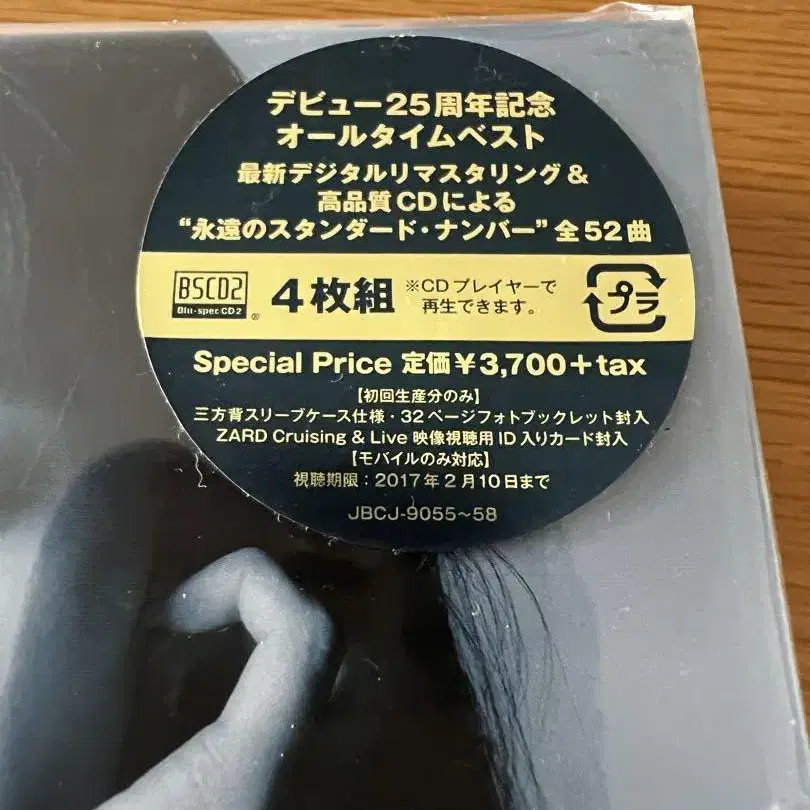 デビュー25周年記念
オールタイムベスト
最新デジタルリマスタリング&
高品質CDによる
“永遠のスタンダード・ナンバー”全52曲
BSCD2
Blu-spec CD2
®
4枚組
※CDプレイヤーで
再生できます。
プラ
Special Price 定価¥3,700+tax
【初回生産分のみ】
三方背スリーブケース仕様・32ページフォトブックレット封入
ZARD Cruising & Live 映像視聴用ID入りカード封入
【モバイルのみ対応】
視聴期限：2017年2月10日まで
JBCJ-9055~58